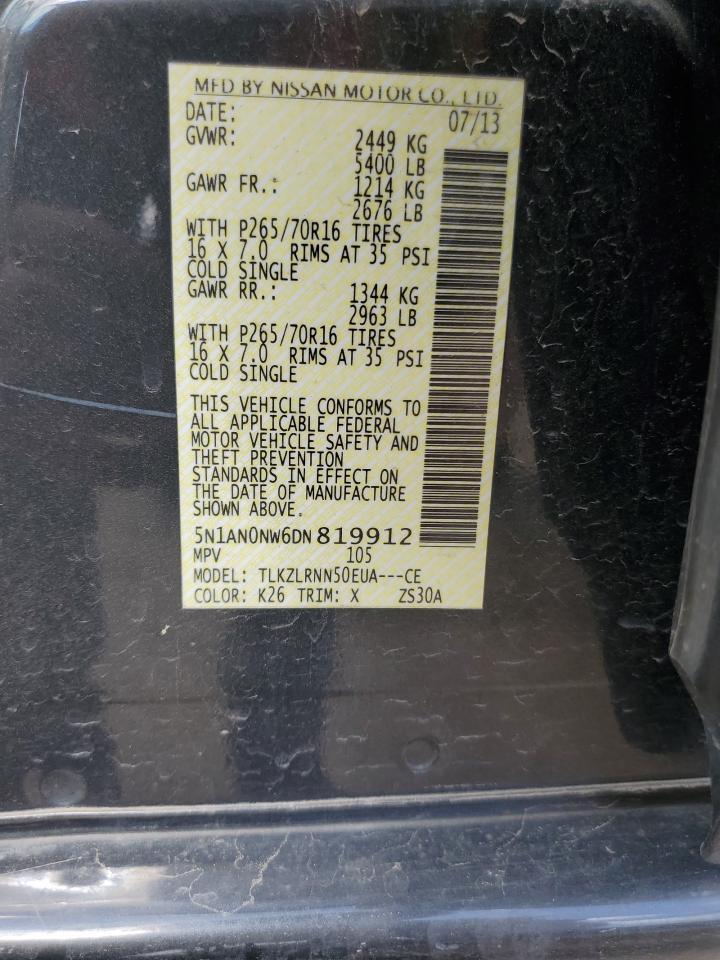 MFD BY NISSAN MOTOR CO., LTD.
DATE: 07/13
GVWR: 2449 KG
5400 LB
GAWR FR.: 1214 KG
2676 LB
WITH P265/70R16 TIRES
16 X 7.0 RIMS AT 35 PSI
COLD SINGLE
GAWR RR.: 1344 KG
2963 LB
WITH P265/70R16 TIRES
16 X 7.0 RIMS AT 35 PSI
COLD SINGLE
THIS VEHICLE CONFORMS TO
ALL APPLICABLE FEDERAL
MOTOR VEHICLE SAFETY AND
THEFT PREVENTION
STANDARDS IN EFFECT ON
THE DATE OF MANUFACTURE
SHOWN ABOVE.
5N1AN0NW6DN819912
MPV 105
MODEL: TLKZLRNN50EUA---CE
COLOR: K26 TRIM: X ZS30A